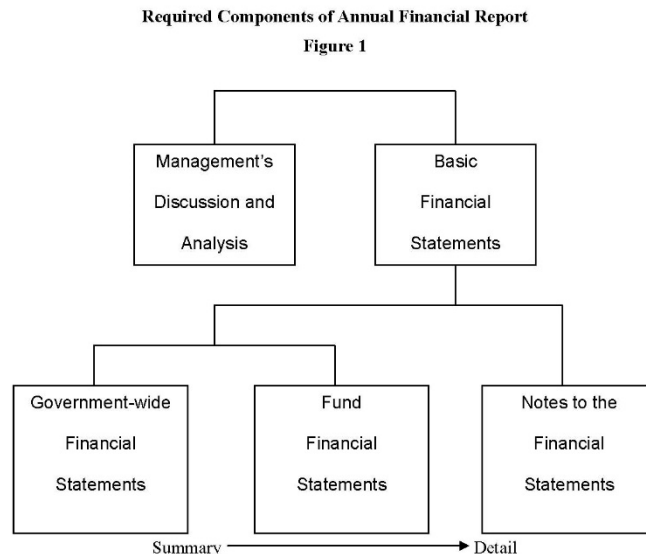 Required Components of Annual Financial Report
Figure 1
Management's
Discussion and
Analysis
Basic
Financial
Statements
Government-wide
Financial
Statements
Fund
Financial
Statements
Notes to the
Financial
Statements
Summary
Detail